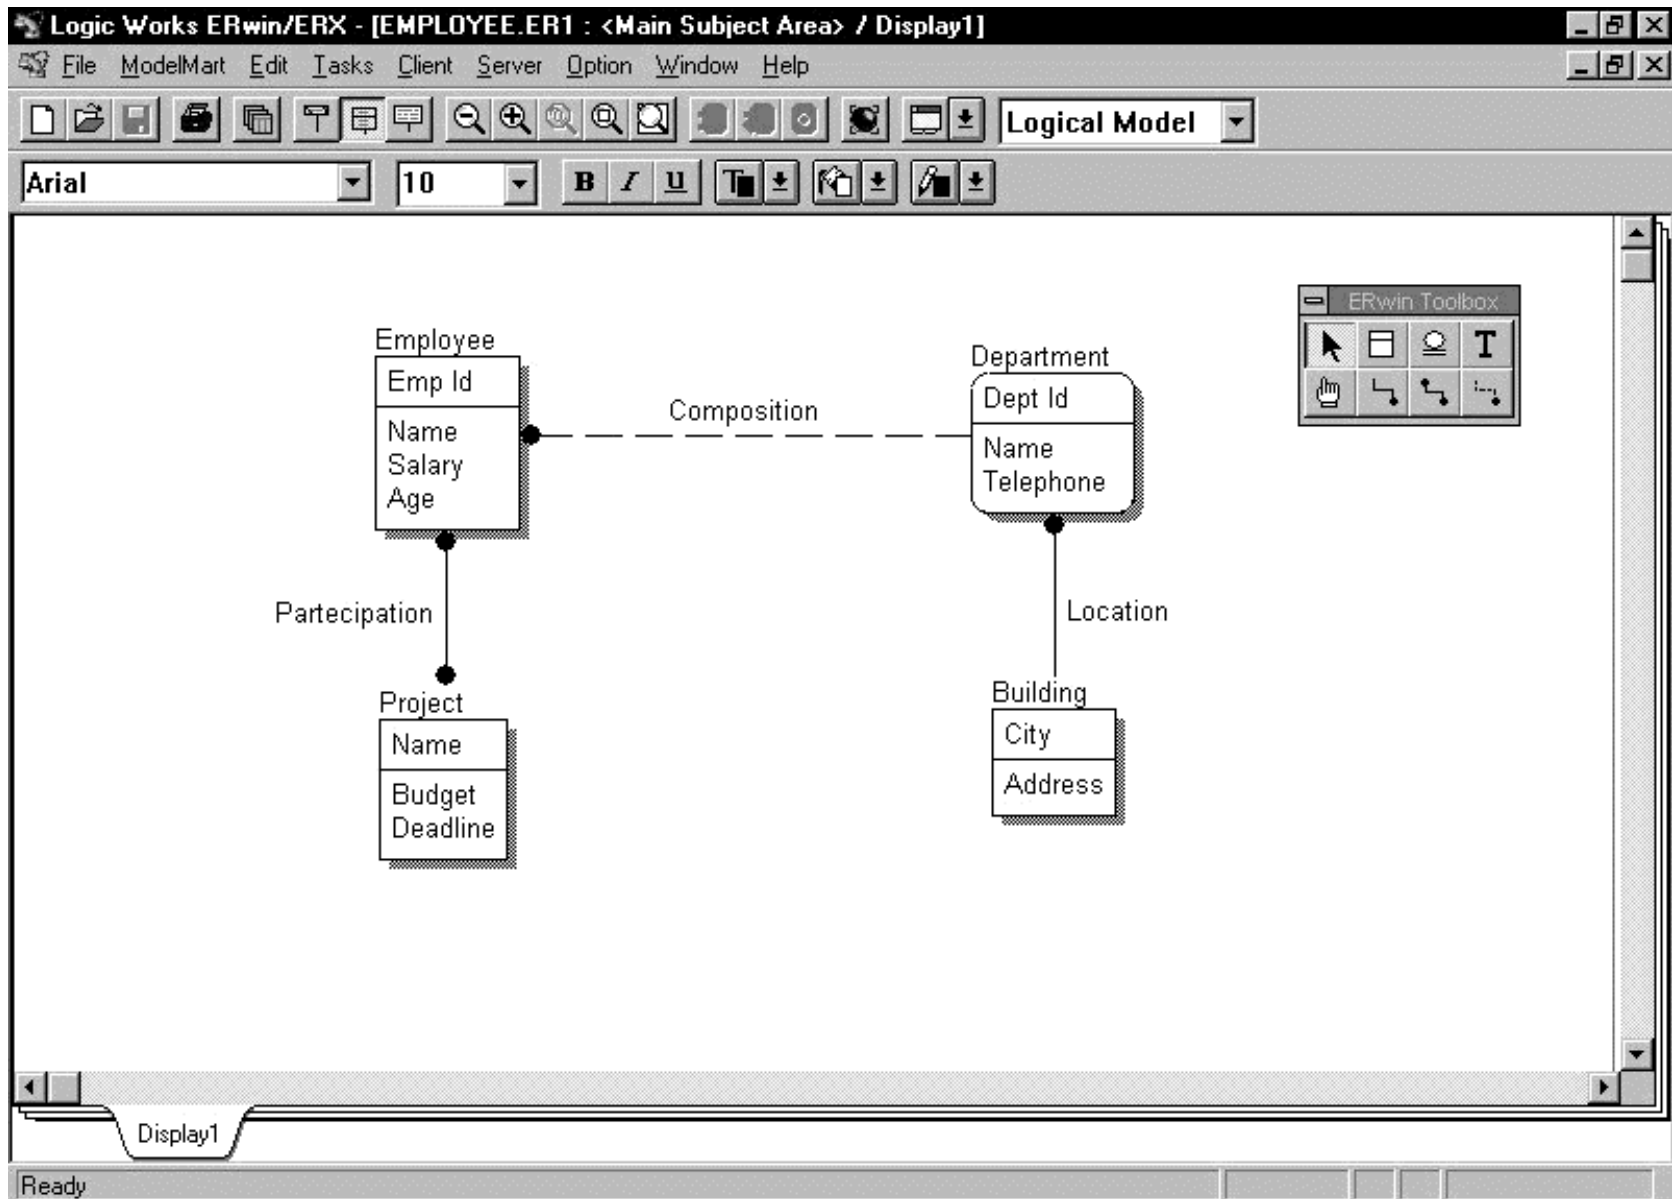 Logic Works ERwin/ERX - [EMPLOYEE.ER1 : <Main Subject Area> / Display1]
File ModelMart Edit Tasks Client Server Option Window Help
Logical Model
Arial 10 B I U T
ERwin Toolbox
T
Employee
Emp Id
Name
Salary
Age
Composition
Department
Dept Id
Name
Telephone
Partecipation
Location
Project
Name
Budget
Deadline
Building
City
Address
Display1
Ready